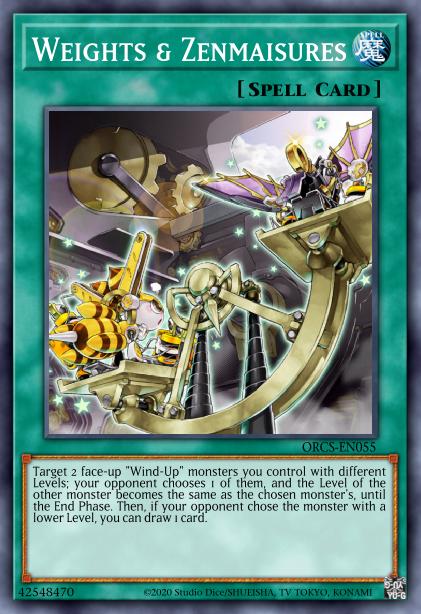 WEIGHTS & ZENMAISURES
SPELL
魔
[SPELL CARD]
ORCS-EN055
Target 2 face-up "Wind-Up" monsters you control with different
Levels; your opponent chooses 1 of them, and the Level of the
other monster becomes the same as the chosen monster's, until
the End Phase. Then, if your opponent chose the monster with a
lower Level, you can draw 1 card.
42548470
©2020 Studio Dice/SHUEISHA, TV TOKYO, KONAMI